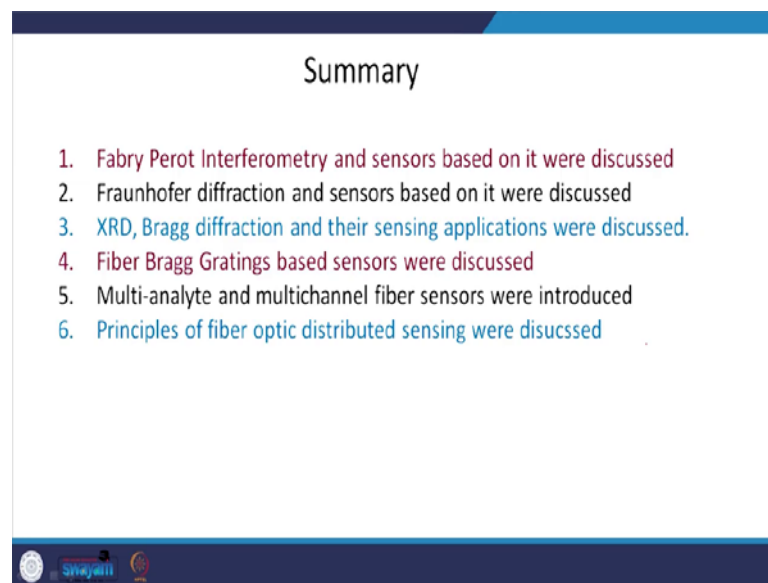 Summary
1. Fabry Perot Interferometry and sensors based on it were discussed
2. Fraunhofer diffraction and sensors based on it were discussed
3. XRD, Bragg diffraction and their sensing applications were discussed.
4. Fiber Bragg Gratings based sensors were discussed
5. Multi-analyte and multichannel fiber sensors were introduced
6. Principles of fiber optic distributed sensing were disucssed
swayam